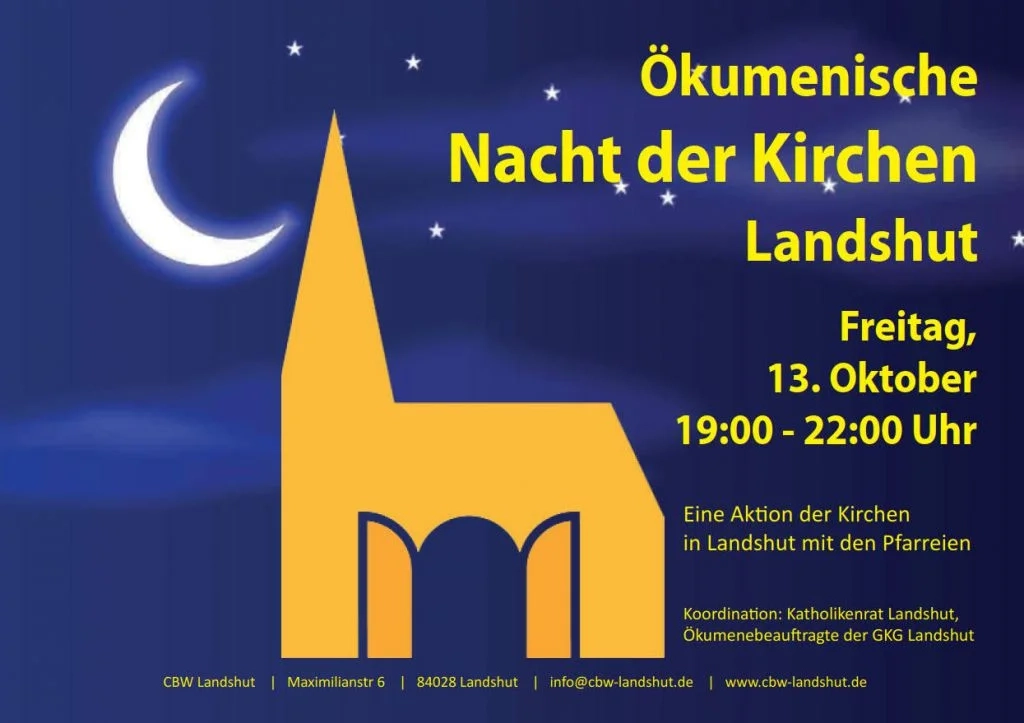 Ökumenische
Nacht der Kirchen
Landshut
Freitag,
13. Oktober
19:00 - 22:00 Uhr
Eine Aktion der Kirchen
in Landshut mit den Pfarreien
Koordination: Katholikenrat Landshut,
Ökumenebeauftragte der GKG Landshut
CBW Landshut | Maximilianstr 6 | 84028 Landshut | info@cbw-landshut.de | www.cbw-landshut.de